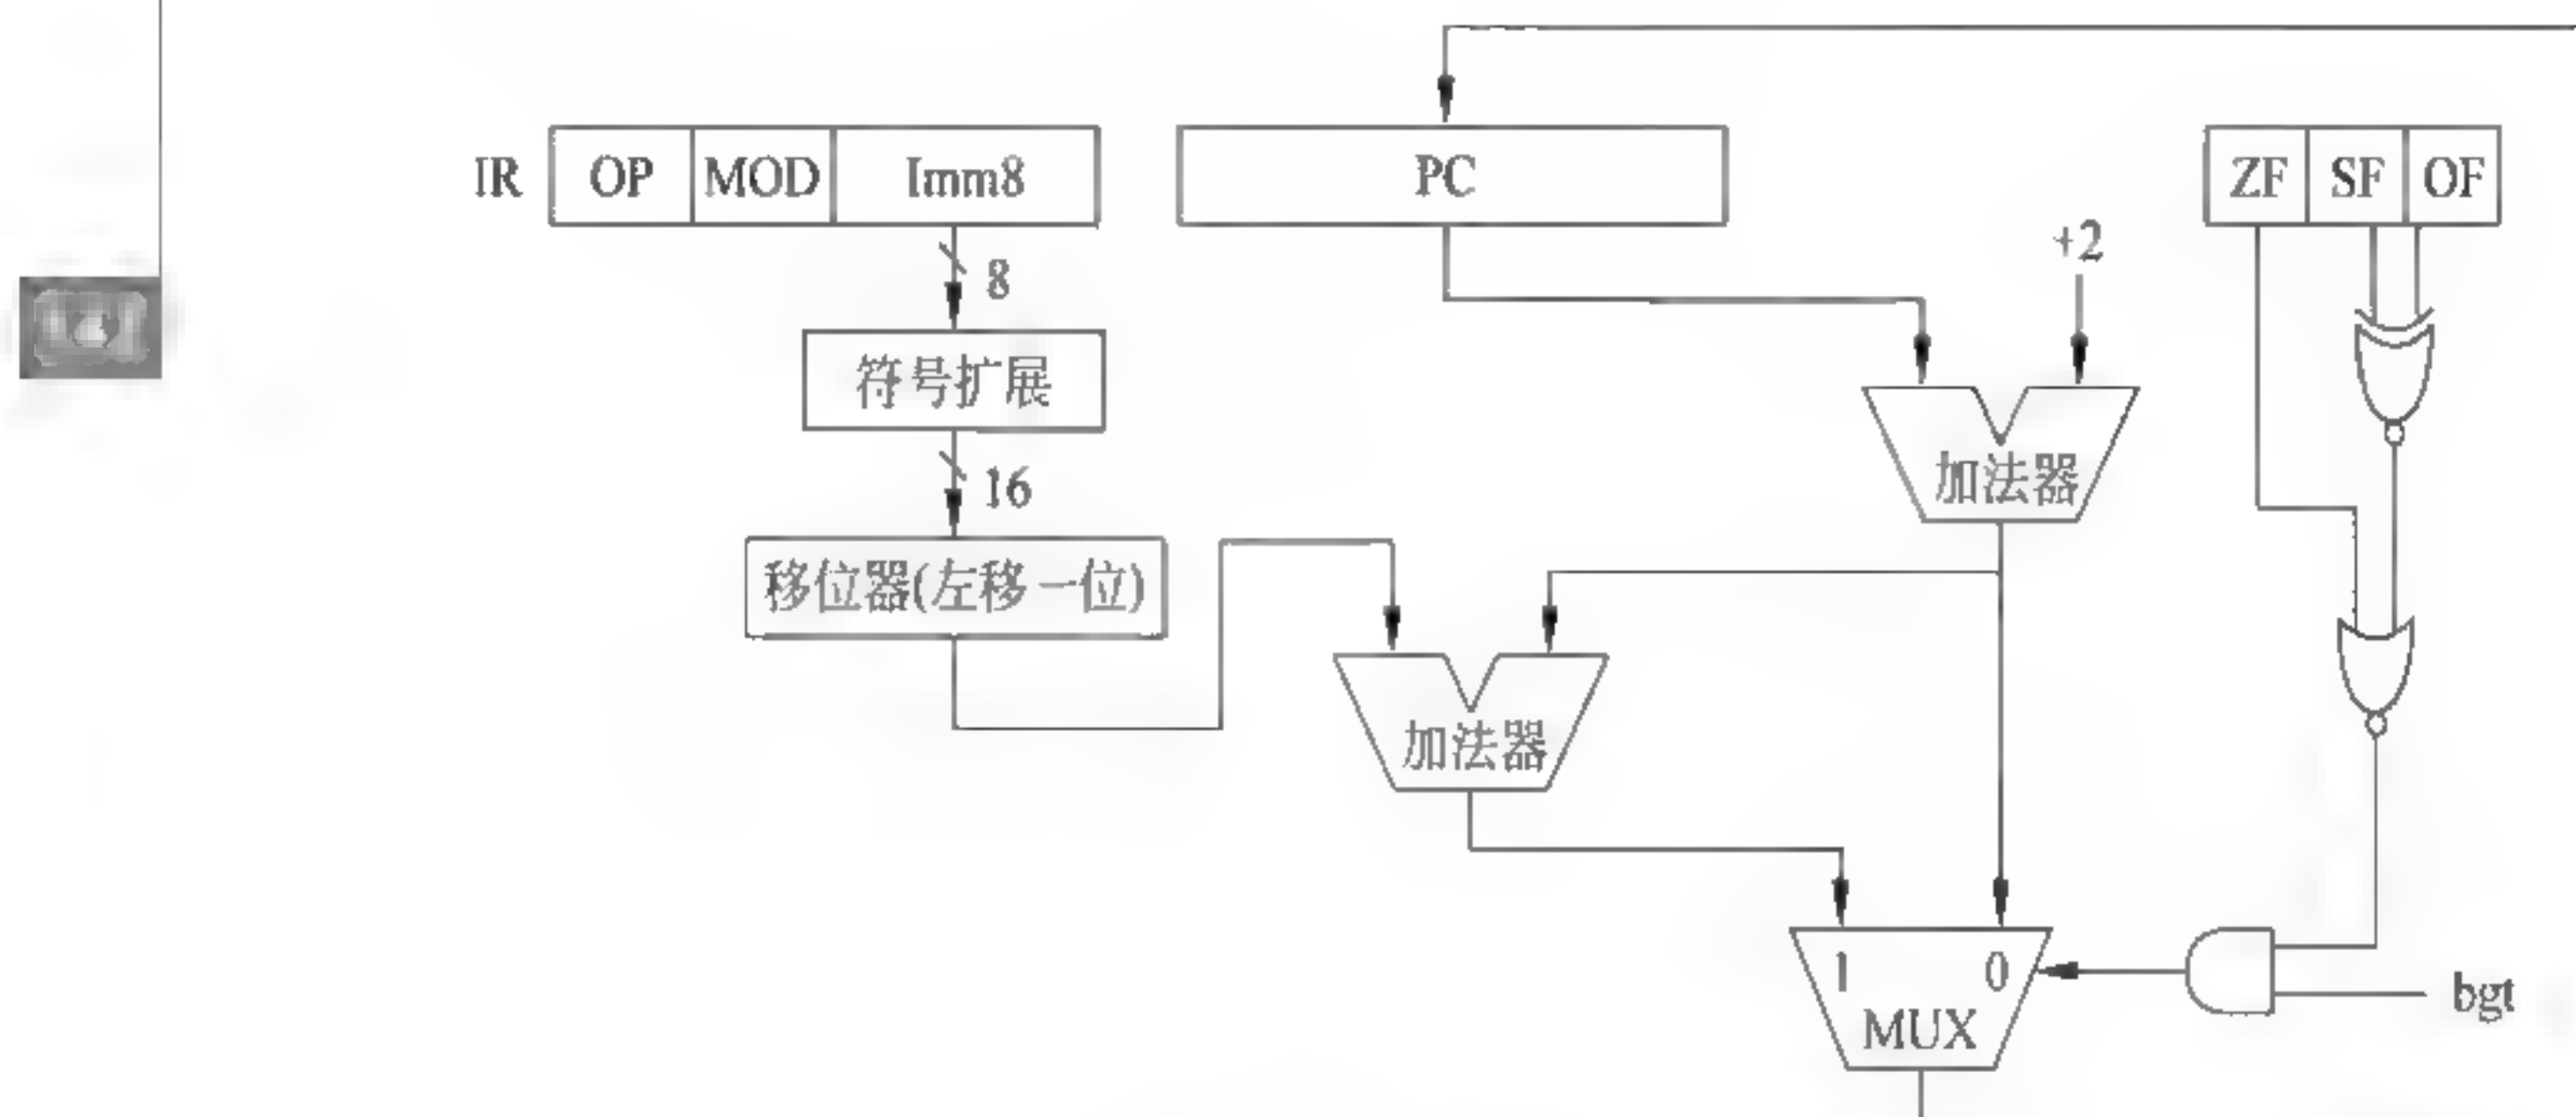 IR OP MOD Imm8
PC
ZF SF OF
+2
8
符号扩展
16
加法器
移位器(左移一位)
加法器
1 0
MUX
bgt